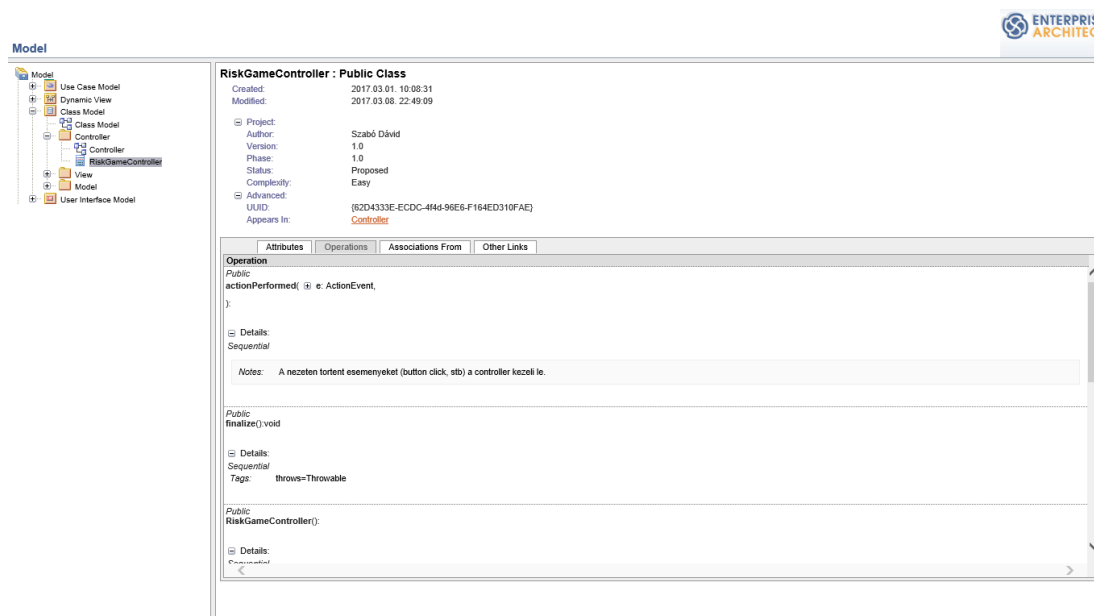 ENTERPRIS
ARCHITEC
Model
Model
Use Case Model
Dynamic View
Class Model
Class Model
Controller
Controller
RiskGameController
View
Model
User Interface Model
RiskGameController : Public Class
Created: 2017.03.01. 10:08:31
Modified: 2017.03.08. 22:49:09
Project:
Author: Szabó Dávid
Version: 1.0
Phase: 1.0
Status: Proposed
Complexity: Easy
Advanced:
UUID: {62D4333E-ECDC-4f4d-96E6-F164ED310FAE}
Appears In: Controller
Attributes Operations Associations From Other Links
Operation
Public
actionPerformed( e: ActionEvent,
):
Details:
Sequential
Notes: A nezeten tortent esemenyeket (button click, stb) a controller kezeli le.
Public
finalize():void
Details:
Sequential
Tags: throws=Throwable
Public
RiskGameController():
Details:
Sequential